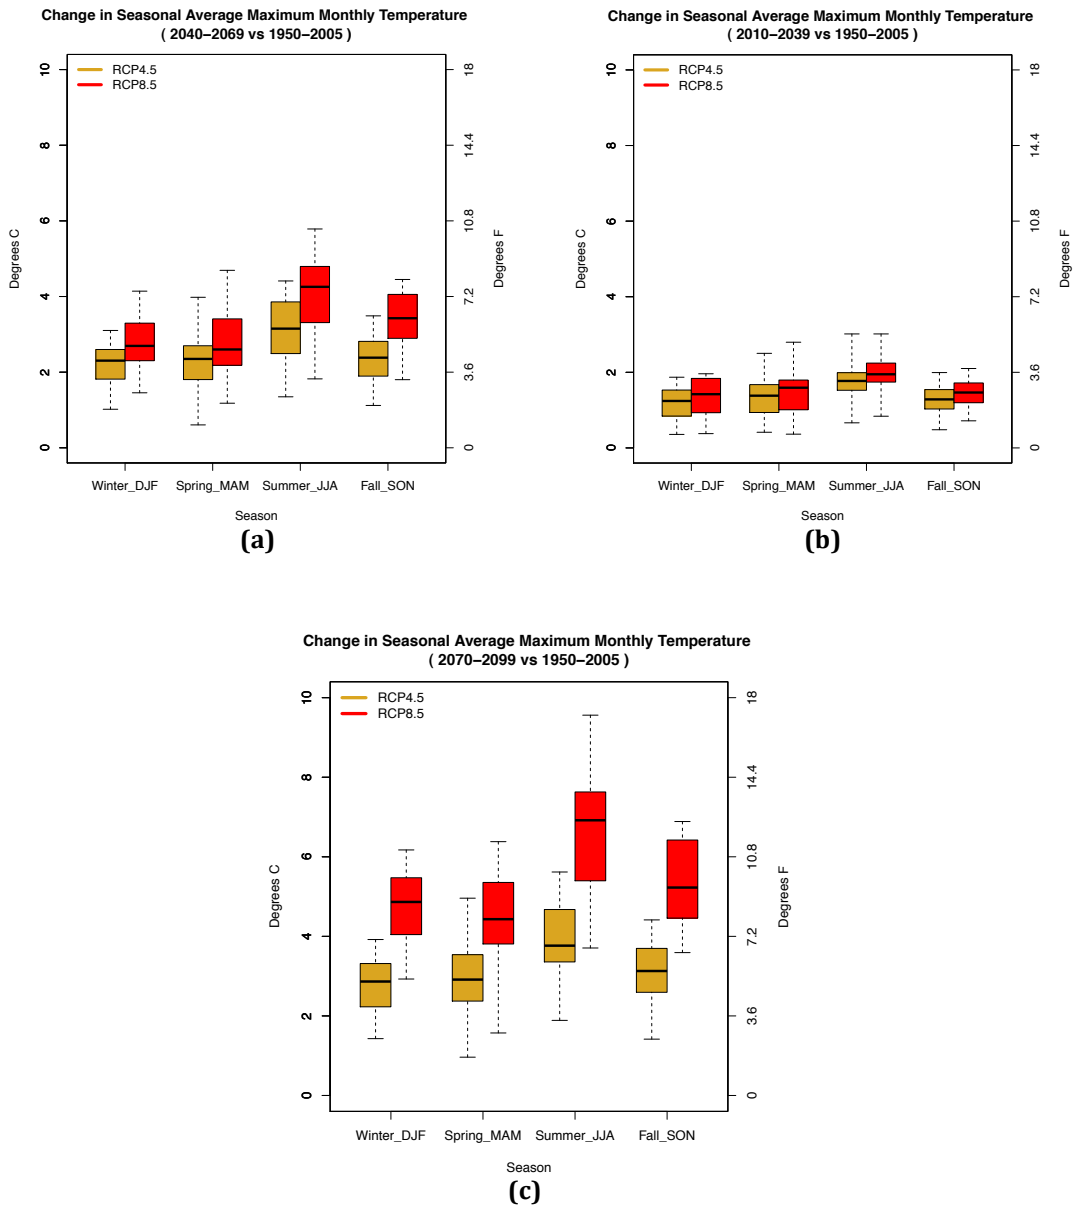 Change in Seasonal Average Maximum Monthly Temperature
( 2040–2069 vs 1950–2005 )
RCP4.5
RCP8.5
10
8
6
4
2
0
Degrees C
18
14.4
10.8
7.2
3.6
0
Degrees F
Winter_DJF Spring_MAM Summer_JJA Fall_SON
Season
(a)
Change in Seasonal Average Maximum Monthly Temperature
( 2010–2039 vs 1950–2005 )
RCP4.5
RCP8.5
10
8
6
4
2
0
Degrees C
18
14.4
10.8
7.2
3.6
0
Degrees F
Winter_DJF Spring_MAM Summer_JJA Fall_SON
Season
(b)
Change in Seasonal Average Maximum Monthly Temperature
( 2070–2099 vs 1950–2005 )
RCP4.5
RCP8.5
10
8
6
4
2
0
Degrees C
18
14.4
10.8
7.2
3.6
0
Degrees F
Winter_DJF Spring_MAM Summer_JJA Fall_SON
Season
(c)